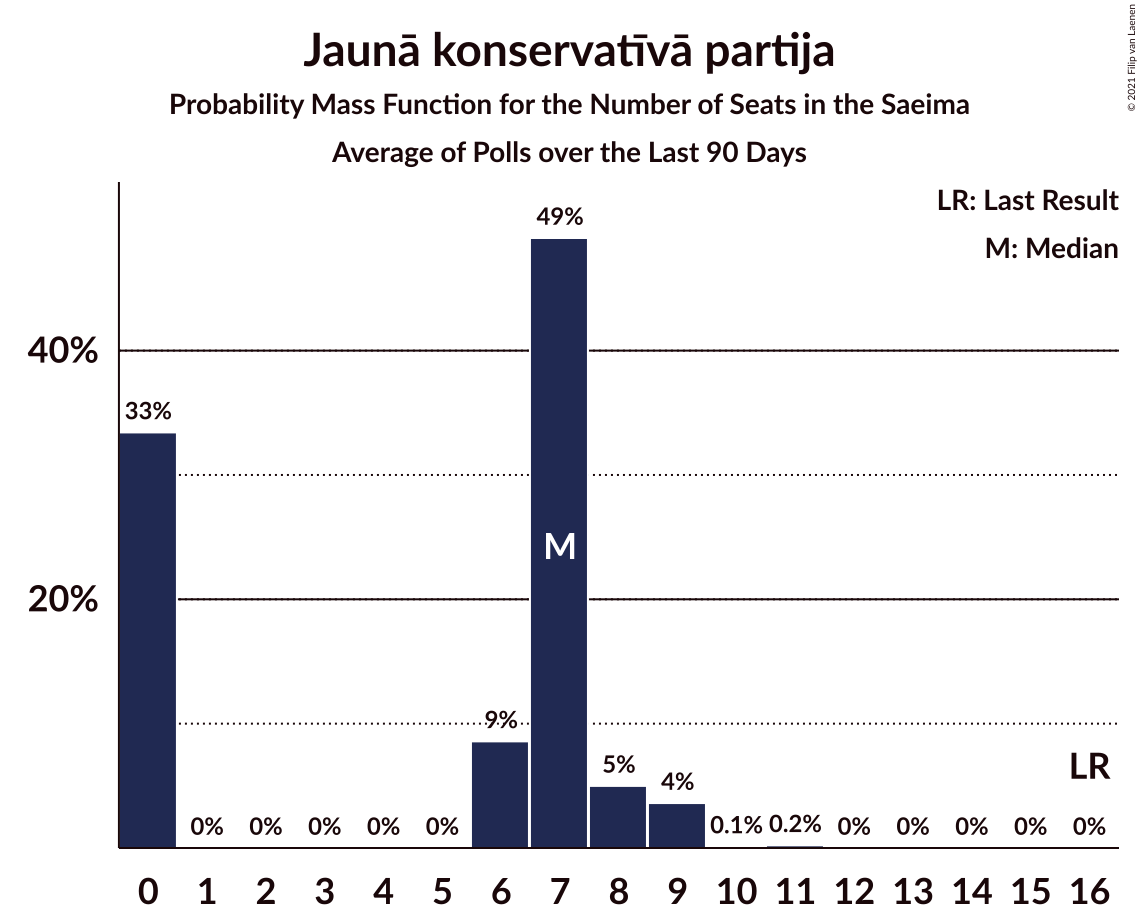 Jaunā konservatīvā partija
Probability Mass Function for the Number of Seats in the Saeima
Average of Polls over the Last 90 Days
© 2021 Filip van Laenen
LR: Last Result
M: Median
49%
40%
33%
M
20%
9%
5%
4%
LR
0% 0% 0% 0% 0% 0.1% 0.2% 0% 0% 0% 0% 0%
0 1 2 3 4 5 6 7 8 9 10 11 12 13 14 15 16